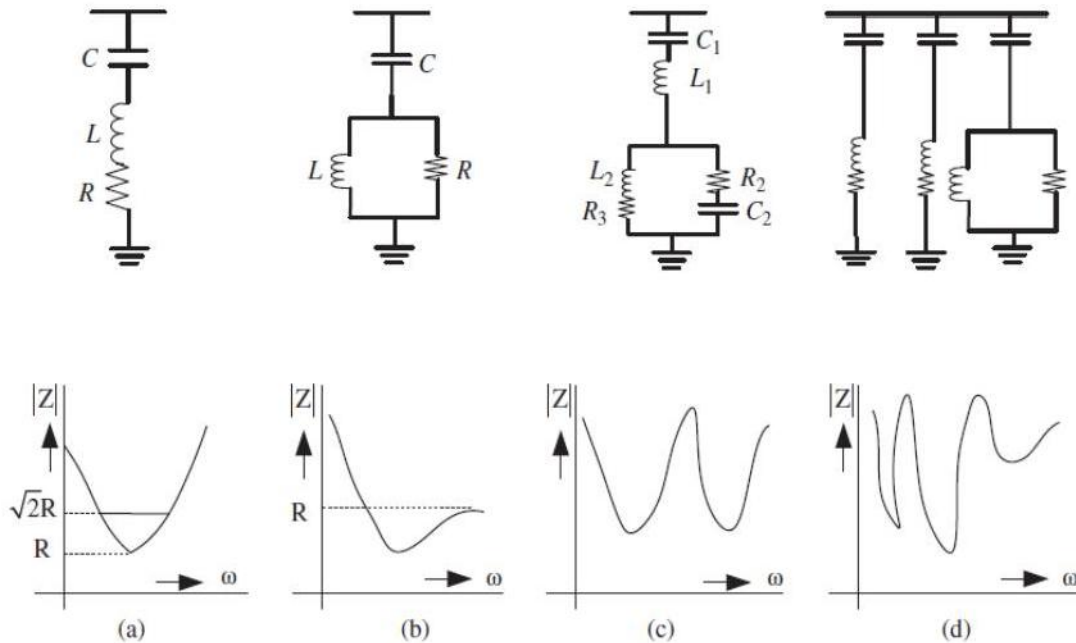 C
L
R
C
L
R
C1
L1
L2
R3
R2
C2
|Z|
√2R
R
ω
(a)
|Z|
R
ω
(b)
|Z|
ω
(c)
|Z|
ω
(d)